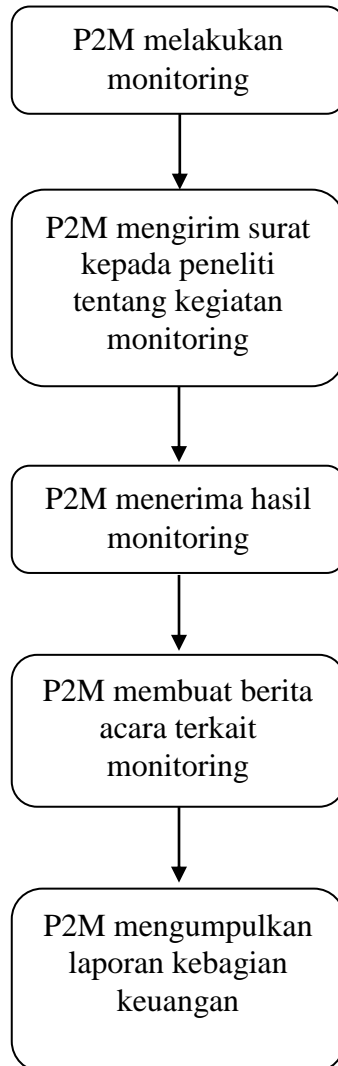 P2M melakukan
monitoring
P2M mengirim surat
kepada peneliti
tentang kegiatan
monitoring
P2M menerima hasil
monitoring
P2M membuat berita
acara terkait
monitoring
P2M mengumpulkan
laporan kebagian
keuangan